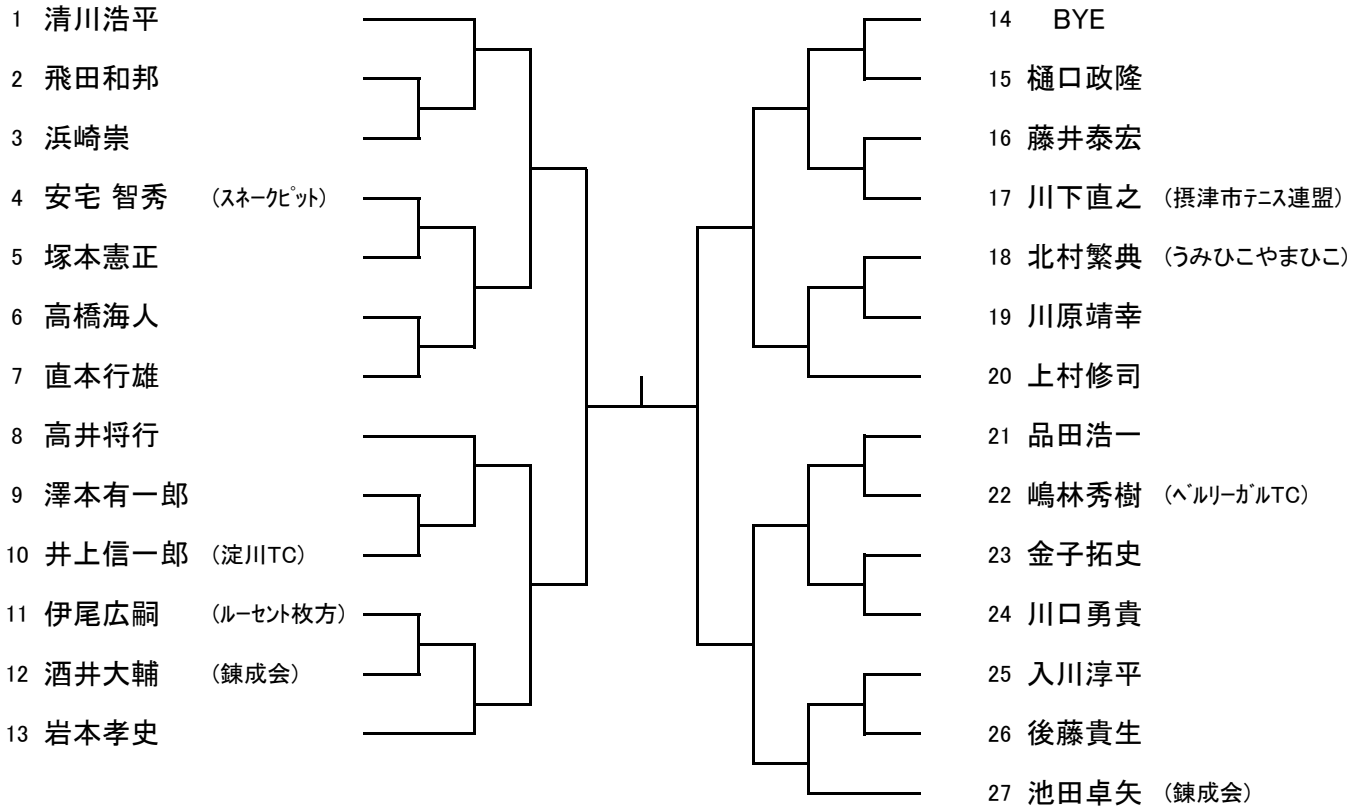 1 清川浩平
2 飛田和邦
3 浜崎崇
4 安宅 智秀 (スネークピット)
5 塚本憲正
6 高橋海人
7 直本行雄
8 高井将行
9 澤本有一郎
10 井上信一郎 (淀川TC)
11 伊尾広嗣 (ルーセント枚方)
12 酒井大輔 (錬成会)
13 岩本孝史
14 BYE
15 樋口政隆
16 藤井泰宏
17 川下直之 (摂津市テニス連盟)
18 北村繁典 (うみひこやまひこ)
19 川原靖幸
20 上村修司
21 品田浩一
22 嶋林秀樹 (ベルリーガルTC)
23 金子拓史
24 川口勇貴
25 入川淳平
26 後藤貴生
27 池田卓矢 (錬成会)